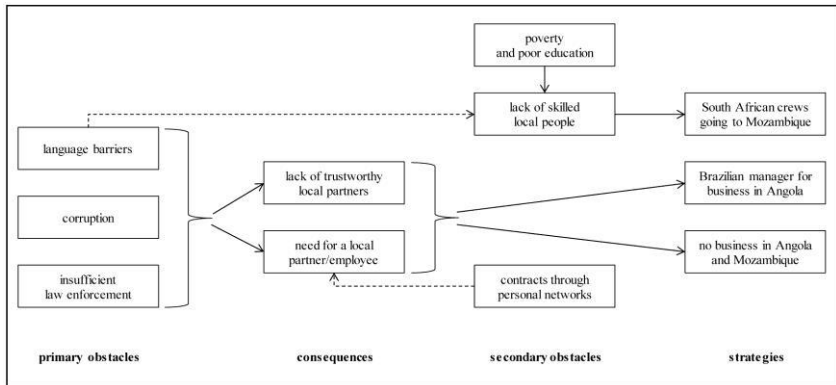 poverty
and poor education
lack of skilled
local people
South African crews
going to Mozambique
language barriers
lack of trustworthy
local partners
Brazilian manager for
business in Angola
corruption
need for a local
partner/employee
no business in Angola
and Mozambique
insufficient
law enforcement
contracts through
personal networks
primary obstacles
consequences
secondary obstacles
strategies